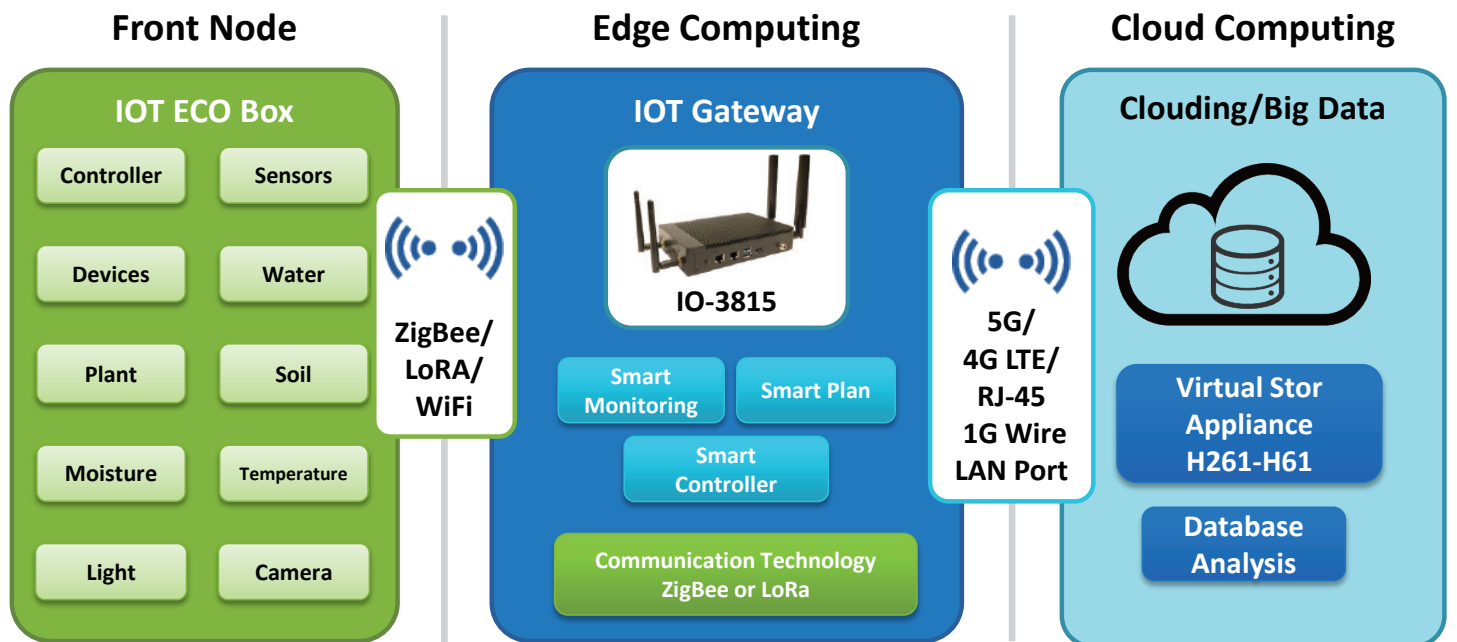 Front Node
Edge Computing
Cloud Computing
IOT ECO Box
Controller
Sensors
Devices
Water
Plant
Soil
Moisture
Temperature
Light
Camera
ZigBee/
LoRA/
WiFi
IOT Gateway
IO-3815
Smart
Monitoring
Smart Plan
Smart
Controller
Communication Technology
ZigBee or LoRa
5G/
4G LTE/
RJ-45
1G Wire
LAN Port
Clouding/Big Data
Virtual Stor
Appliance
H261-H61
Database
Analysis